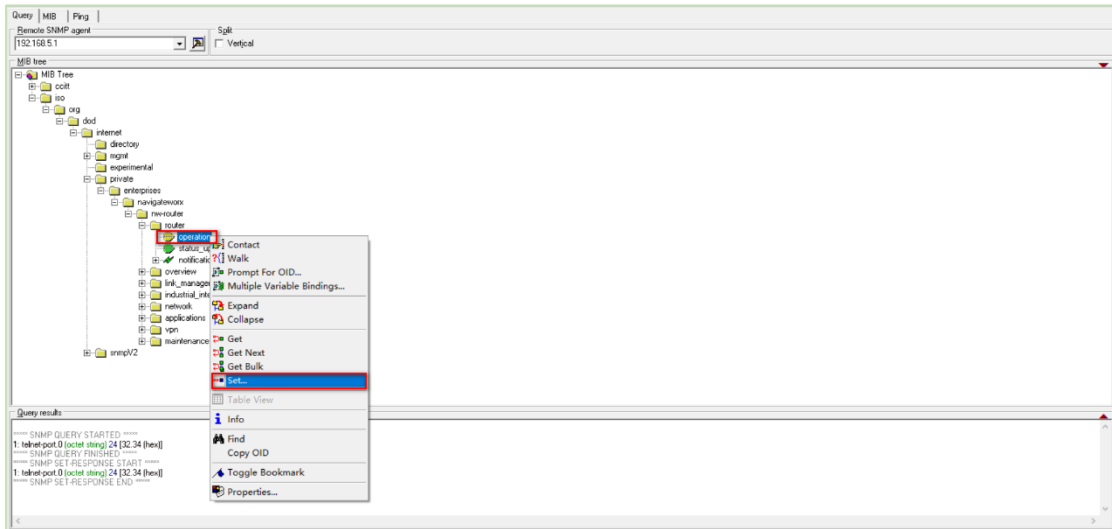 Query MIB Ping
Remote SNMP agent Split
192.168.5.1 Vertical
MIB tree
MIB Tree
ccitt
iso
org
dod
internet
directory
mgmt
experimental
private
enterprises
navigateworx
nw-router
router
operation
status_up
notificatic
overview
link_manager
industrial_inte
network
applications
vpn
maintenance
snmpV2
Contact
Walk
Prompt For OID...
Multiple Variable Bindings...
Expand
Collapse
Get
Get Next
Get Bulk
Set...
Table View
Info
Find
Copy OID
Toggle Bookmark
Properties...
Query results
***** SNMP QUERY STARTED *****
1: telnet-port.0 (octet string) 24 [32.34 (hex)]
***** SNMP QUERY FINISHED *****
***** SNMP SET-RESPONSE START *****
1: telnet-port.0 (octet string) 24 [32.34 (hex)]
***** SNMP SET-RESPONSE END *****